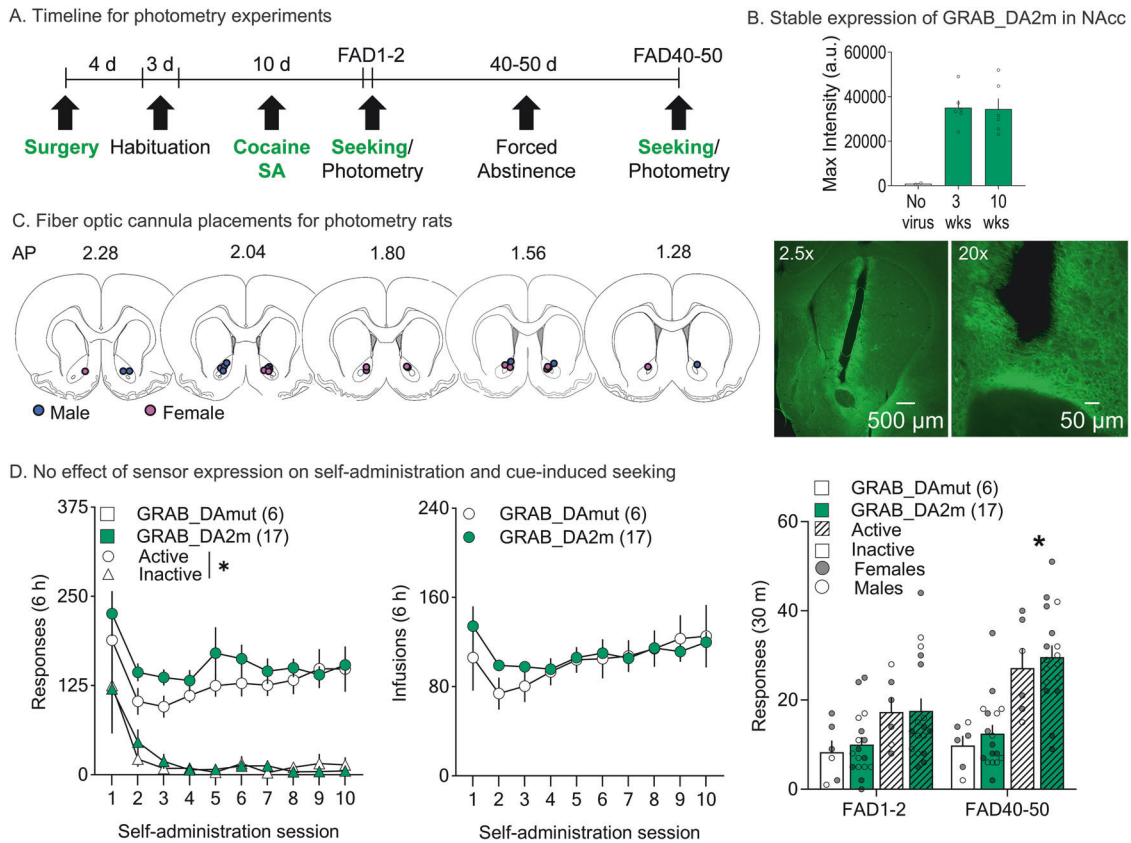 A. Timeline for photometry experiments
4 d
3 d
10 d
FAD1-2
40-50 d
FAD40-50
Surgery
Habituation
Cocaine
SA
Seeking/
Photometry
Forced
Abstinence
Seeking/
Photometry
B. Stable expression of GRAB_DA2m in NAcc
Max Intensity (a.u.)
60000
40000
20000
0
No
virus
3
wks
10
wks
2.5x
500 µm
20x
50 µm
C. Fiber optic cannula placements for photometry rats
AP
2.28
2.04
1.80
1.56
1.28
Male
Female
D. No effect of sensor expression on self-administration and cue-induced seeking
Responses (6 h)
375
250
125
0
GRAB_DAmut (6)
GRAB_DA2m (17)
Active
Inactive
*
1 2 3 4 5 6 7 8 9 10
Self-administration session
Infusions (6 h)
240
160
80
0
GRAB_DAmut (6)
GRAB_DA2m (17)
1 2 3 4 5 6 7 8 9 10
Self-administration session
Responses (30 m)
60
40
20
0
GRAB_DAmut (6)
GRAB_DA2m (17)
Active
Inactive
Females
Males
*
FAD1-2
FAD40-50